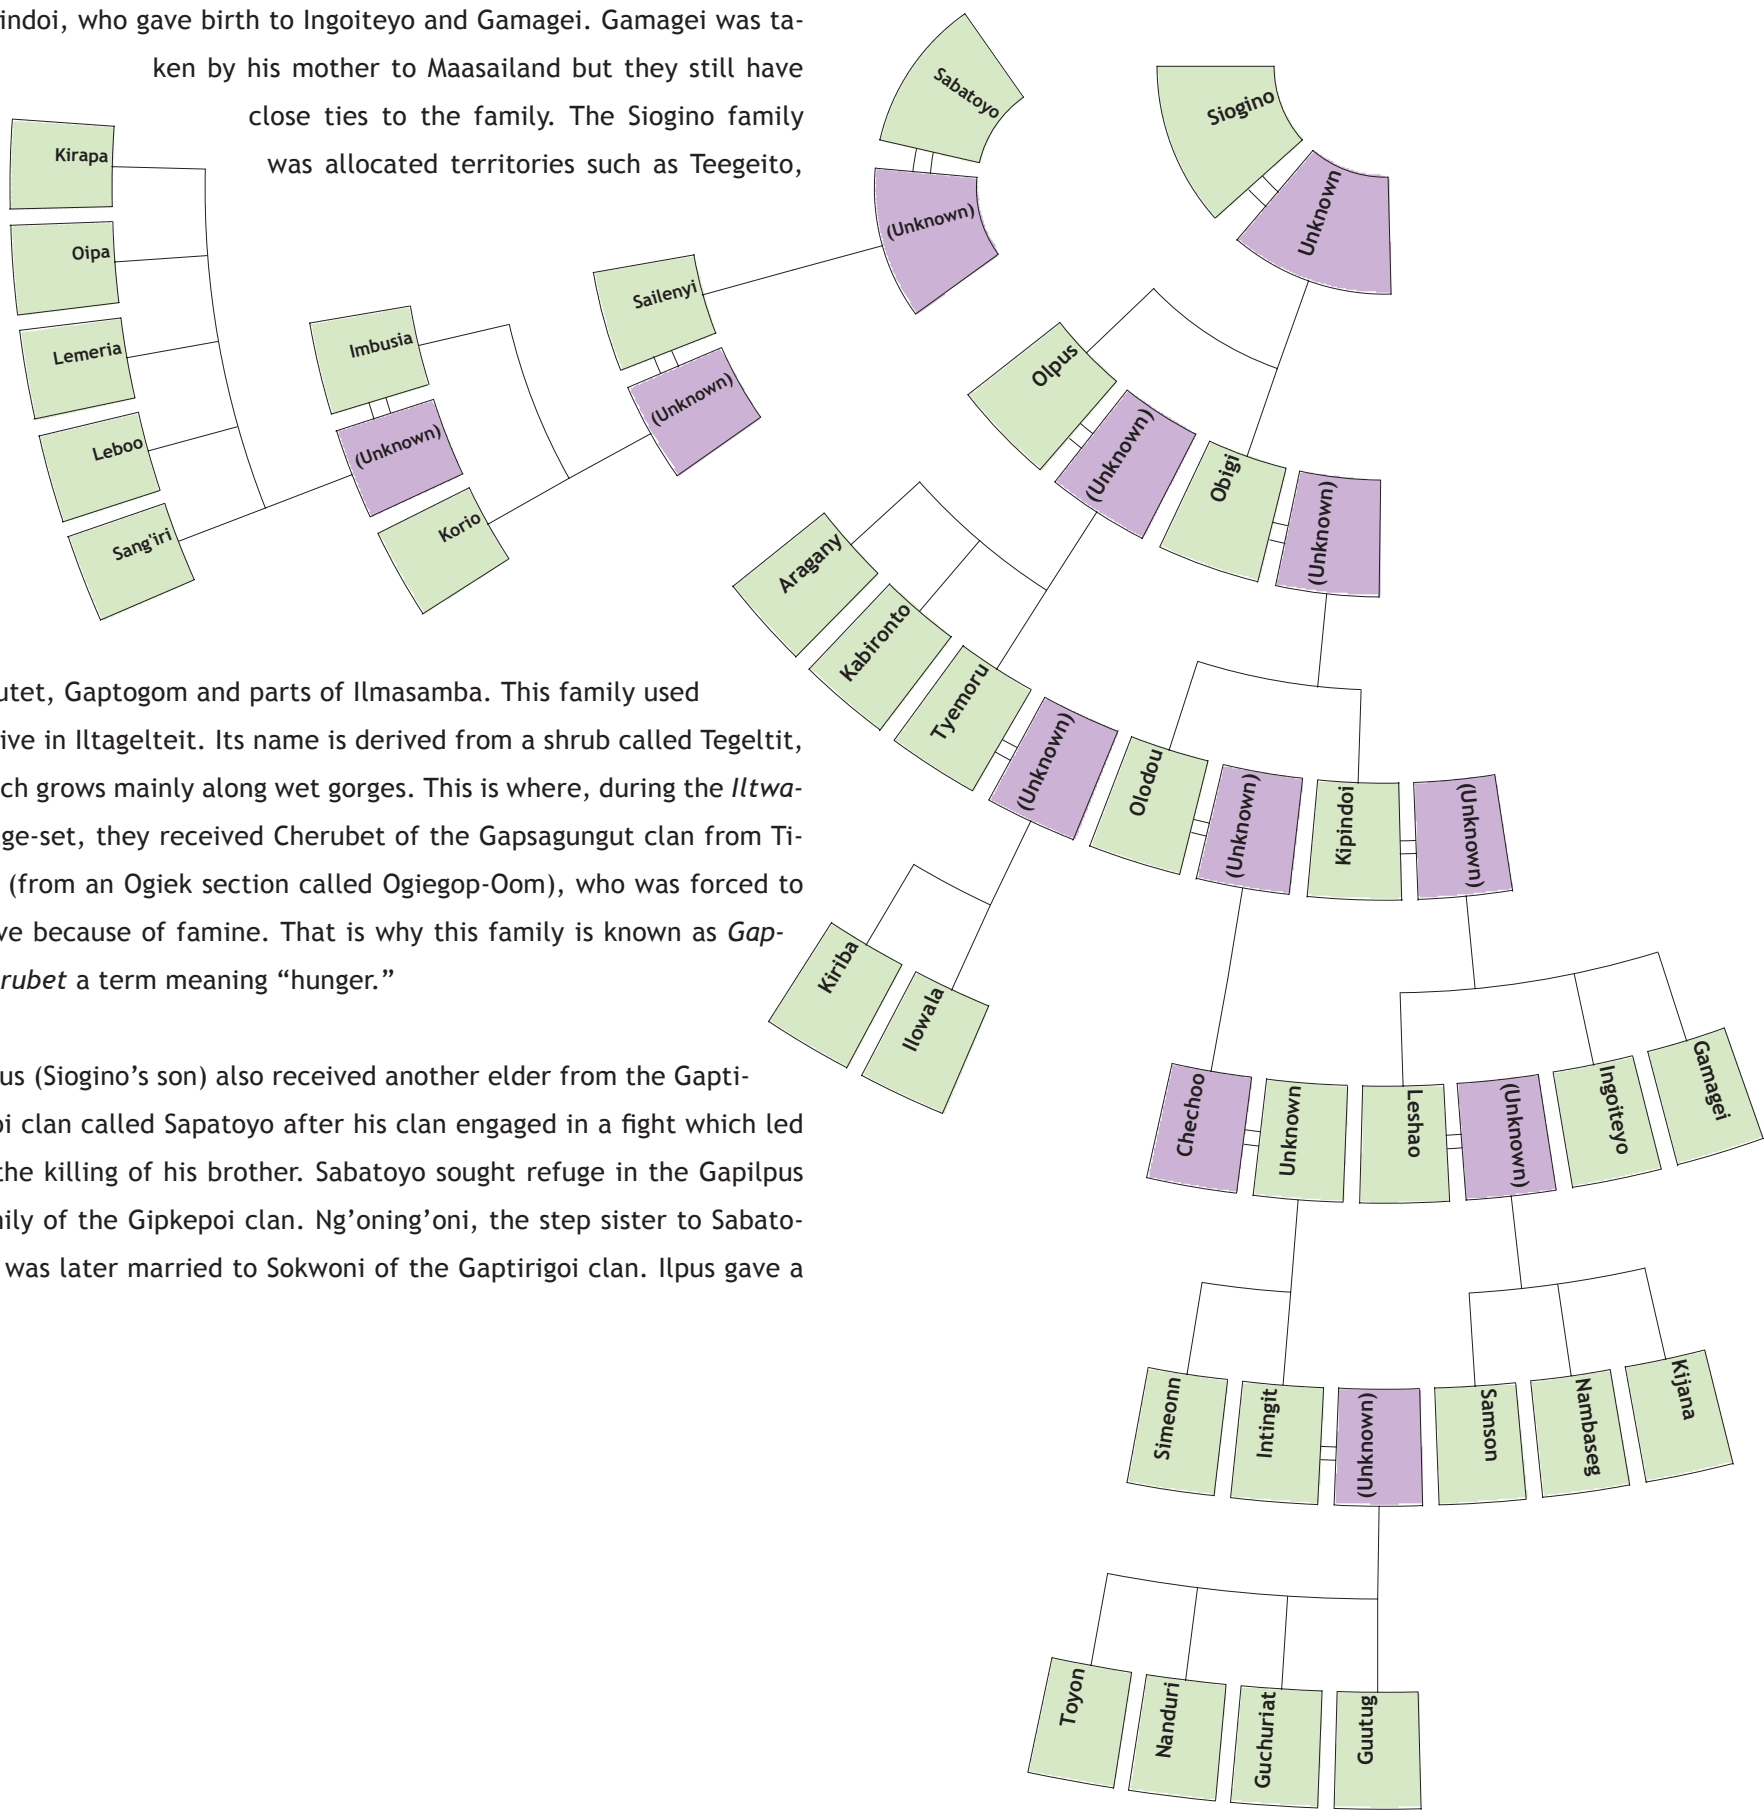 indoi, who gave birth to Ingoiteyo and Gamagei. Gamagei was ta-
ken by his mother to Maasailand but they still have
close ties to the family. The Siogino family
was allocated territories such as Teegeito,
Sabatoyo
(Unknown)
Sailenyi
(Unknown)
Imbusia
(Unknown)
Korio
Kirapa
Oipa
Lemeria
Leboo
Sang'iri
Siogino
Unknown
Olpus
(Unknown)
Obigi
(Unknown)
Aragany
Kabironto
Tyemoru
(Unknown)
Olodou
(Unknown)
Kipindoi
(Unknown)
Kiriba
Ilowala
Chechoo
Unknown
Leshao
(Unknown)
Ingoiteyo
Gamagei
Simeonn
Intingit
(Unknown)
Samson
Nambaseg
Kijana
Toyon
Nanduri
Guchuriat
Guutug
utet, Gaptogom and parts of Ilmasamba. This family used
ive in Iltagelteit. Its name is derived from a shrub called Tegeltit,
ch grows mainly along wet gorges. This is where, during the Iltwa-
ge-set, they received Cherubet of the Gapsagungut clan from Ti-
(from an Ogiek section called Ogiegop-Oom), who was forced to
ve because of famine. That is why this family is known as Gap-
rubet a term meaning “hunger.”
us (Siogino’s son) also received another elder from the Gapti-
oi clan called Sapatoyo after his clan engaged in a fight which led
the killing of his brother. Sabatoyo sought refuge in the Gapilpus
nily of the Gipkepoi clan. Ng’oning’oni, the step sister to Sabato-
was later married to Sokwoni of the Gaptirigoi clan. Ilpus gave a